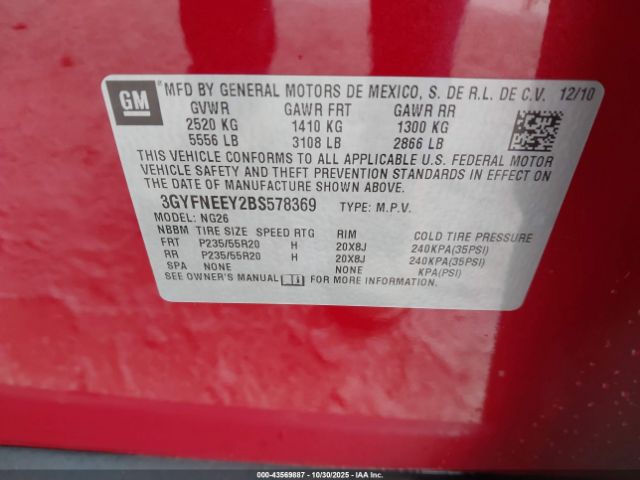 GM
MFD BY GENERAL MOTORS DE MEXICO, S. DE R.L. DE C.V. 12/10
GVWR GAWR FRT GAWR RR
2520 KG 1410 KG 1300 KG
5556 LB 3108 LB 2866 LB
THIS VEHICLE CONFORMS TO ALL APPLICABLE U.S. FEDERAL MOTOR
VEHICLE SAFETY AND THEFT PREVENTION STANDARDS IN EFFECT ON
THE DATE OF MANUFACTURE SHOWN ABOVE.
3GYFNEEY2BS578369 TYPE: M.P.V.
MODEL: NG26
NBBM TIRE SIZE SPEED RTG RIM COLD TIRE PRESSURE
FRT P235/55R20 H 20X8J 240KPA(35PSI)
RR P235/55R20 H 20X8J 240KPA(35PSI)
SPA NONE NONE KPA(PSI)
SEE OWNER'S MANUAL FOR MORE INFORMATION.
200-43569887 - 10/30/2025 - IAA Holdings, LLC